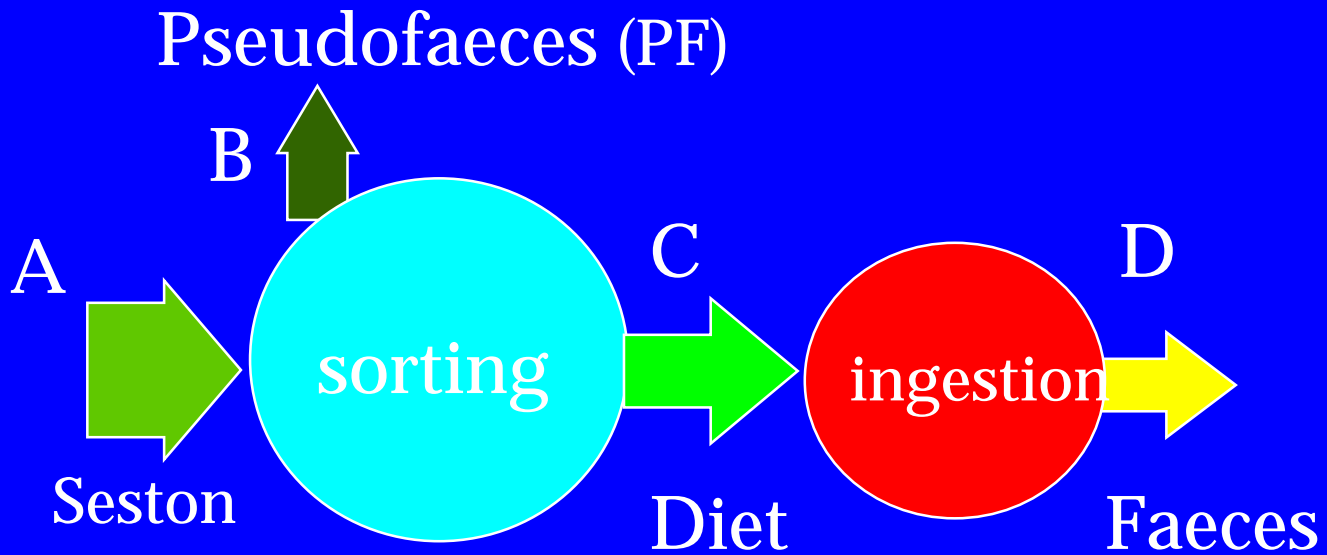 Pseudofaeces (PF)
B
A
C
D
sorting
ingestion
Seston
Diet
Faeces